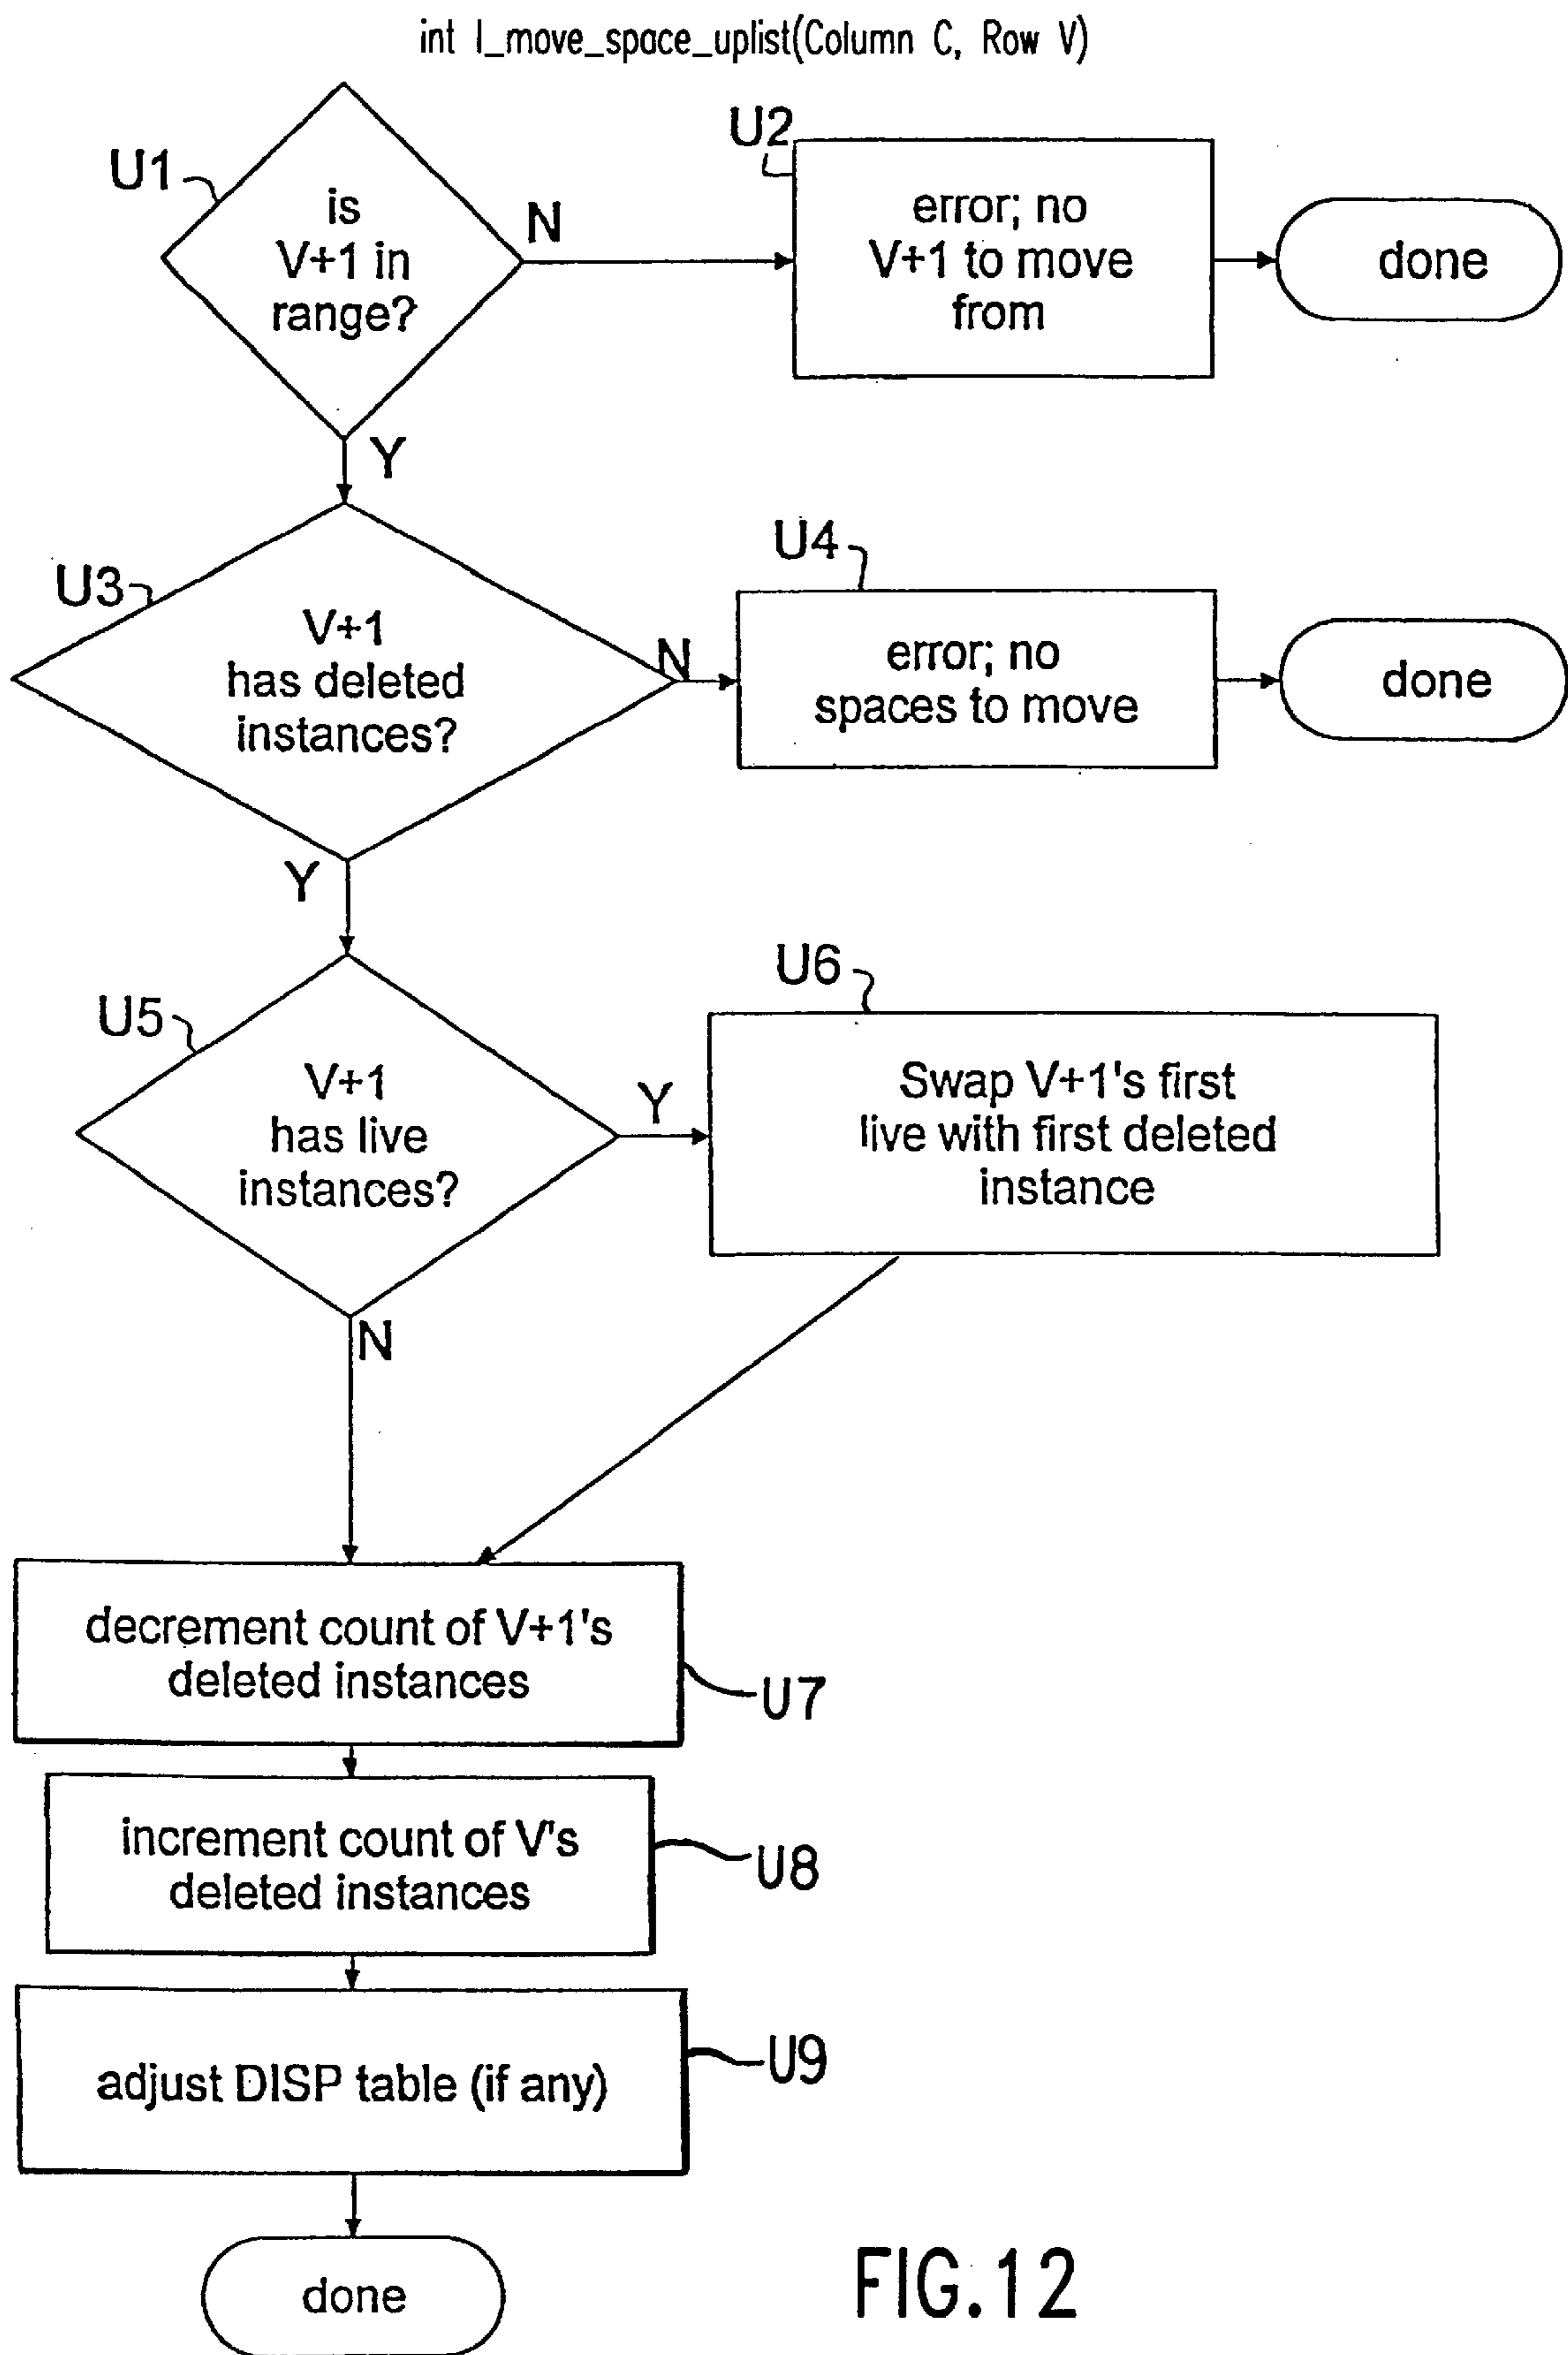 int I_move_space_uplist(Column C, Row V)
U1
is
V+1 in
range?
N
U2
error; no
V+1 to move
from
done
Y
U3
V+1
has deleted
instances?
N
U4
error; no
spaces to move
done
Y
U5
V+1
has live
instances?
Y
U6
Swap V+1's first
live with first deleted
instance
N
decrement count of V+1's
deleted instances
U7
increment count of V's
deleted instances
U8
adjust DISP table (if any)
U9
done
FIG.12